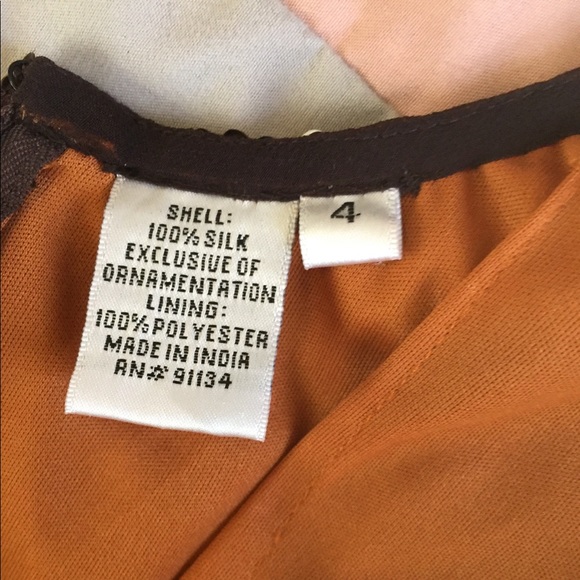 SHELL:
100% SILK
EXCLUSIVE OF
ORNAMENTATION
LINING:
100% POLYESTER
MADE IN INDIA
RN# 91134
4